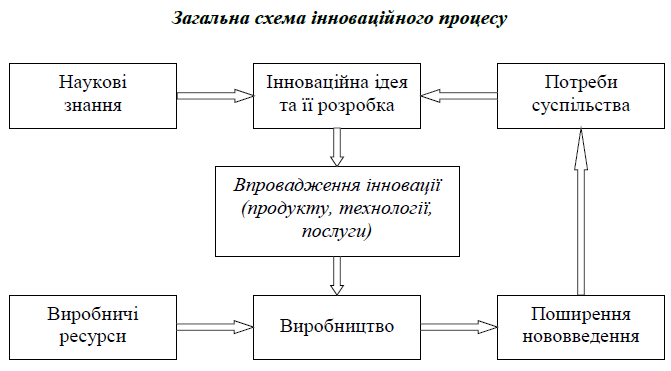 Загальна схема інноваційного процесу
Наукові
знання
Інноваційна ідея
та її розробка
Потреби
суспільства
Впровадження інновації
(продукту, технології,
послуги)
Виробничі
ресурси
Виробництво
Поширення
нововведення